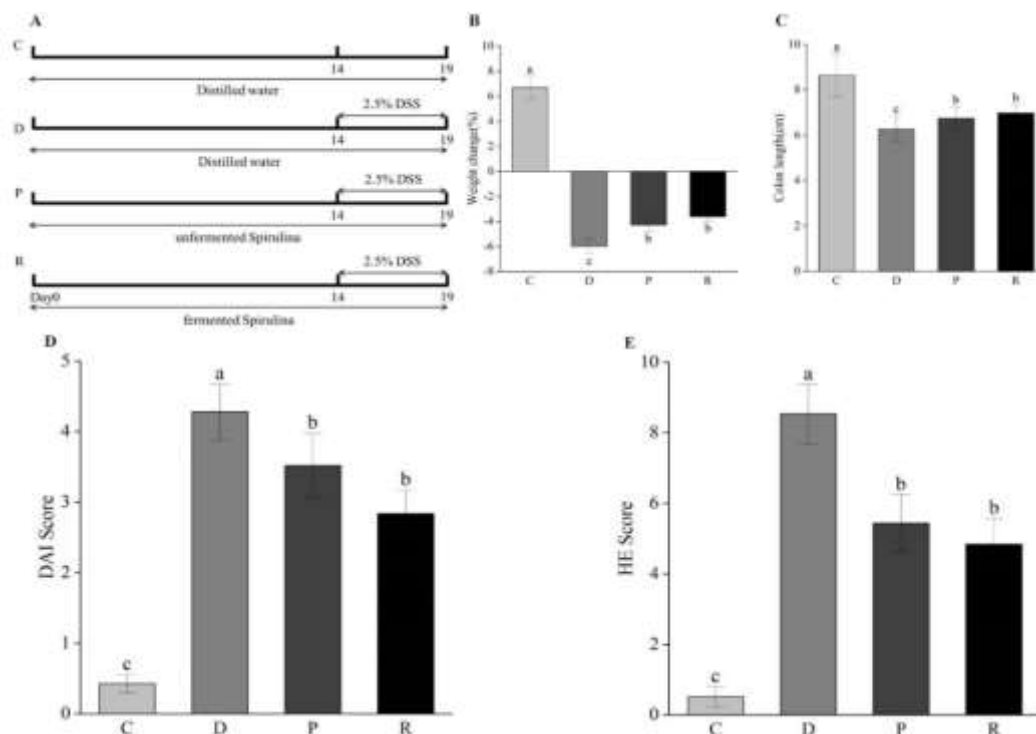 A
C
14
19
Distilled water
2.5% DSS
D
14
19
Distilled water
2.5% DSS
P
14
19
unfermented Spirulina
2.5% DSS
R
Day0
14
19
fermented Spirulina
B
10
8
6
4
2
0
-2
-4
-6
-8
Weight change(%)
a
c
b
b
C
D
P
R
C
10
8
6
4
2
0
Colon length(cm)
a
c
b
b
C
D
P
R
D
5
4
3
2
1
0
DAI Score
c
a
b
b
C
D
P
R
E
10
8
6
4
2
0
HE Score
c
a
b
b
C
D
P
R